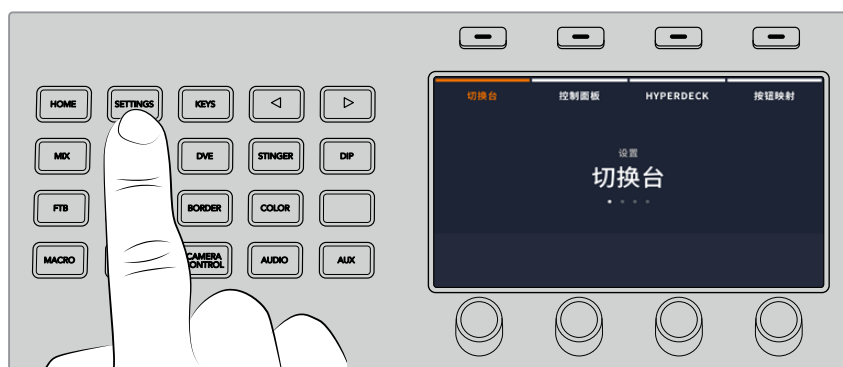 HOME SETTINGS KEYS
MIX DVE STINGER DIP
FTB BORDER COLOR
MACRO CAMERA CONTROL AUDIO AUX
切换台 控制面板 HYPERDECK 按钮映射
设置
切换台